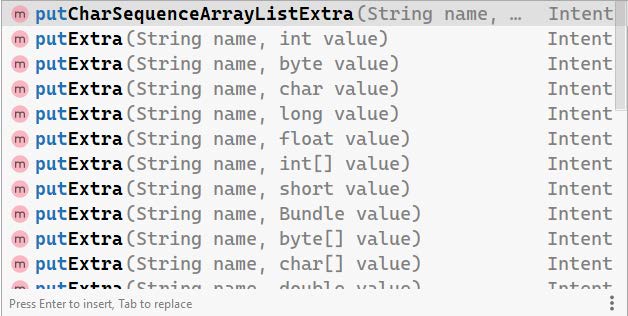 m putCharSequenceArrayListExtra(String name, … Intent
m putExtra(String name, int value) Intent
m putExtra(String name, byte value) Intent
m putExtra(String name, char value) Intent
m putExtra(String name, long value) Intent
m putExtra(String name, float value) Intent
m putExtra(String name, int[] value) Intent
m putExtra(String name, short value) Intent
m putExtra(String name, Bundle value) Intent
m putExtra(String name, byte[] value) Intent
m putExtra(String name, char[] value) Intent
m putExtra(String name, double value) Intent
Press Enter to insert, Tab to replace